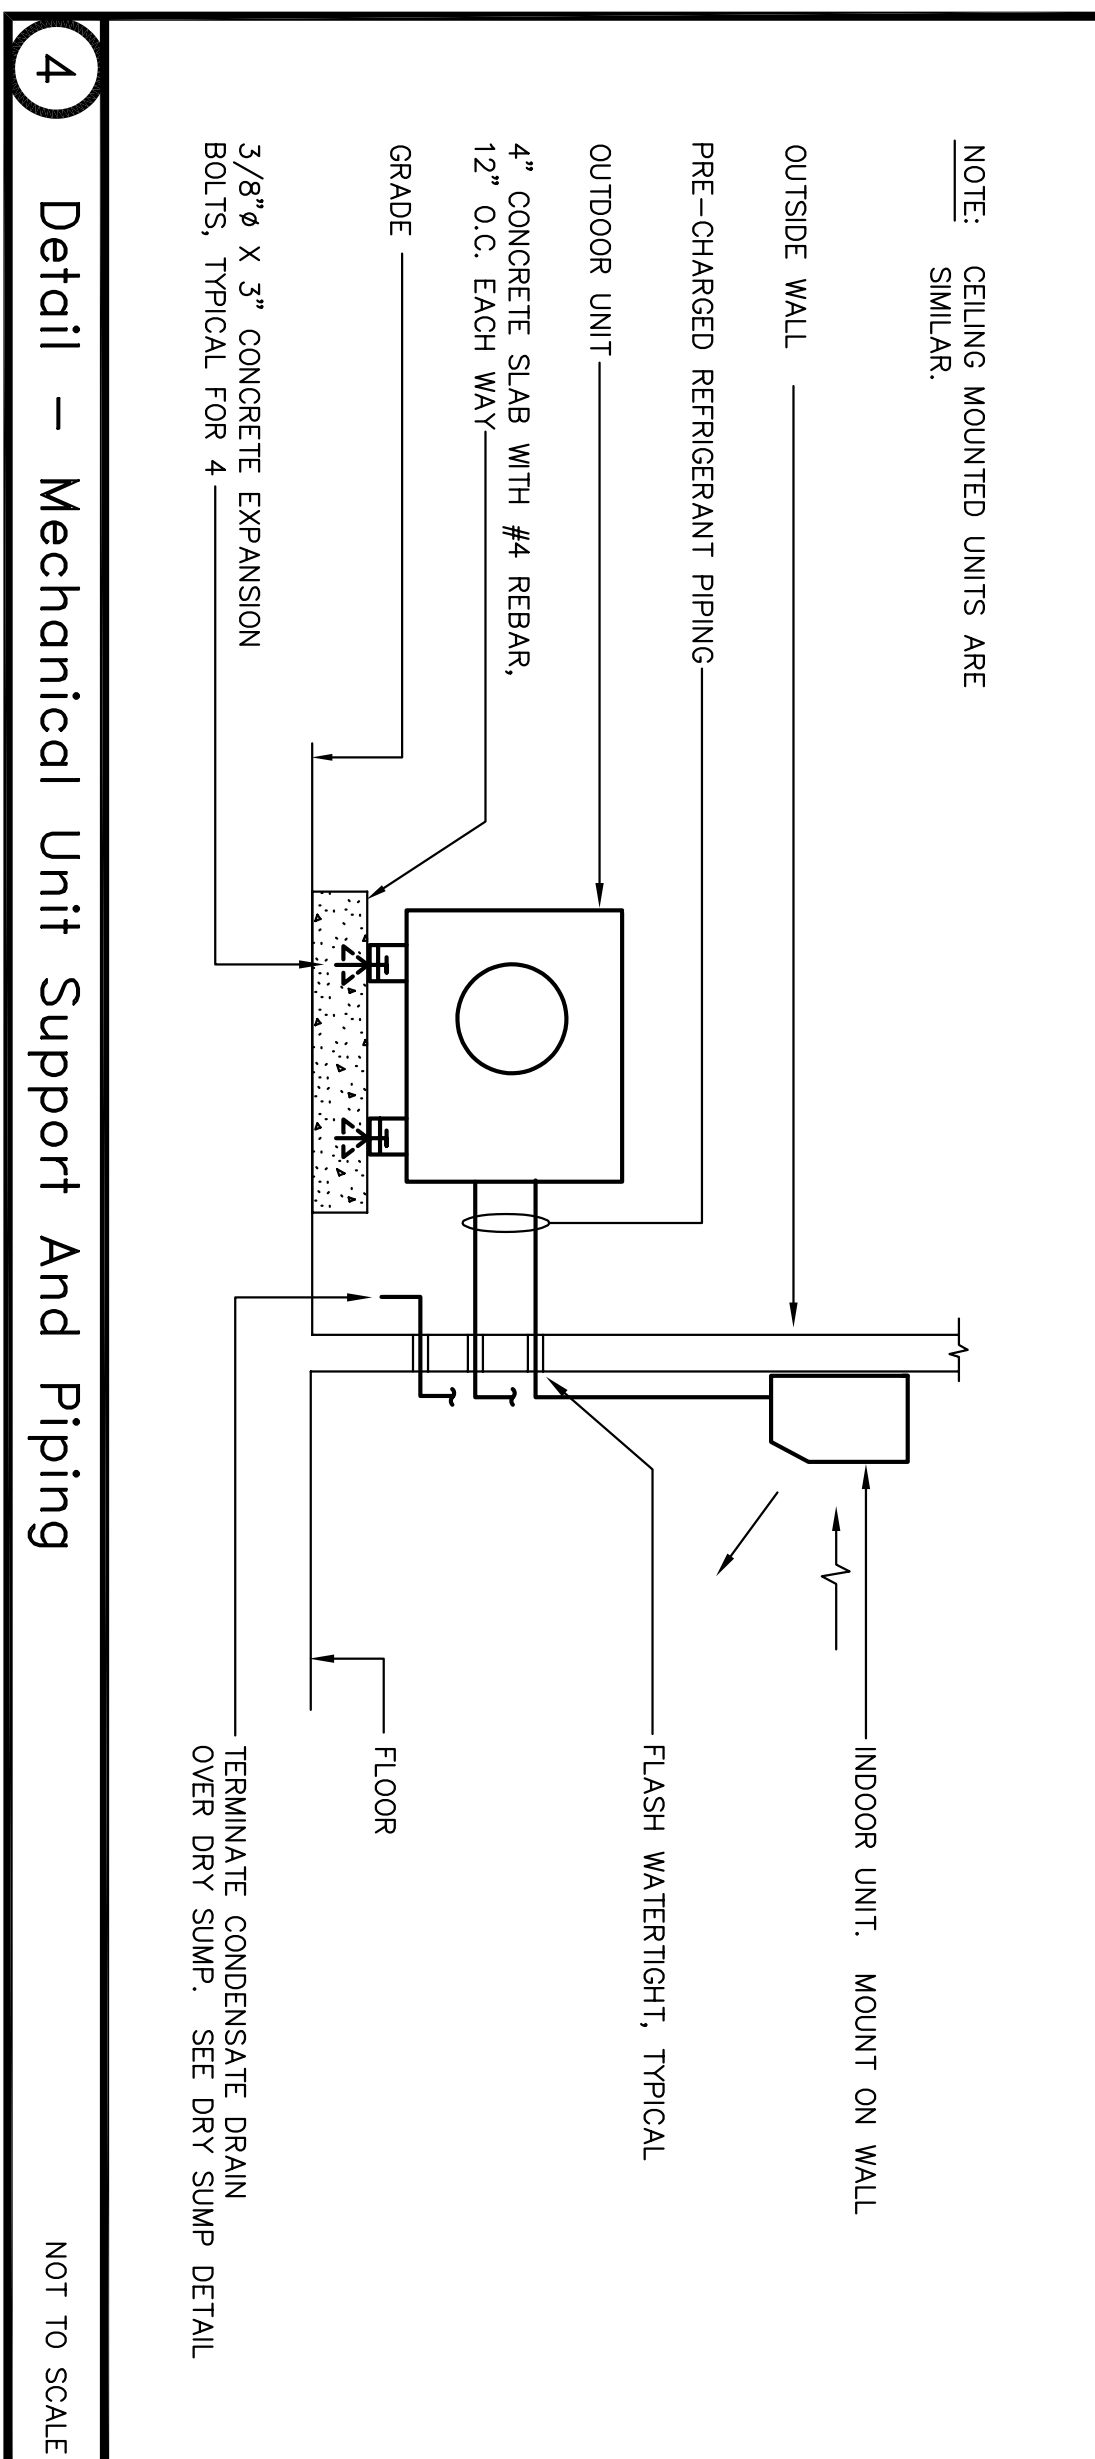 NOTE: CEILING MOUNTED UNITS ARE
SIMILAR.
OUTSIDE WALL
PRE-CHARGED REFRIGERANT PIPING
OUTDOOR UNIT
4" CONCRETE SLAB WITH #4 REBAR,
12" O.C. EACH WAY
GRADE
3/8"ø X 3" CONCRETE EXPANSION
BOLTS, TYPICAL FOR 4
INDOOR UNIT. MOUNT ON WALL
FLASH WATERTIGHT, TYPICAL
FLOOR
TERMINATE CONDENSATE DRAIN
OVER DRY SUMP. SEE DRY SUMP DETAIL
4 Detail - Mechanical Unit Support And Piping
NOT TO SCALE